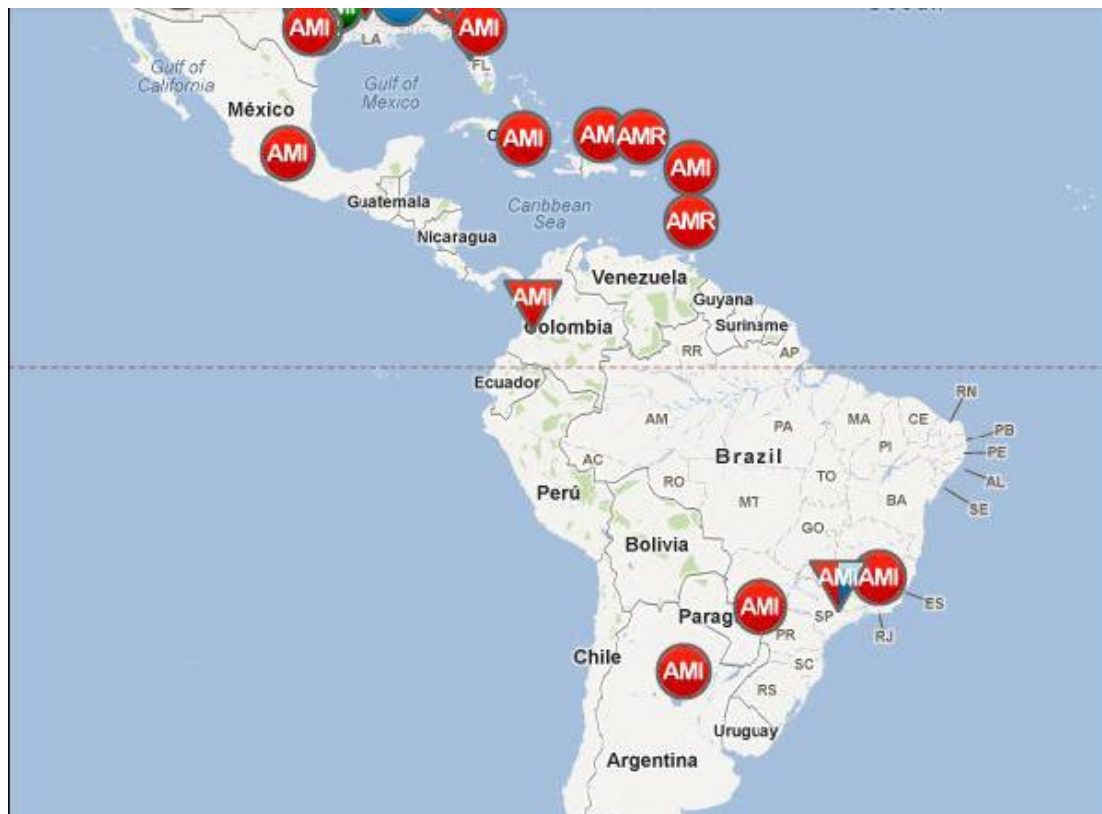 AMI
AMI
LA
FL
Gulf of
California
Gulf of
Mexico
México
AMI
AMI
AMR
AMI
AMI
AMR
Guatemala
Caribbean
Sea
Nicaragua
Venezuela
AMI
Guyana
Colombia
Suriname
RR
AP
Ecuador
RN
AM
PA
MA
CE
PB
PI
PE
Brazil
AC
TO
AL
RO
Perú
MT
BA
SE
GO
Bolivia
AMI
AMI
AMI
ES
SP
PR
RJ
Chile
SC
AMI
RS
Uruguay
Argentina